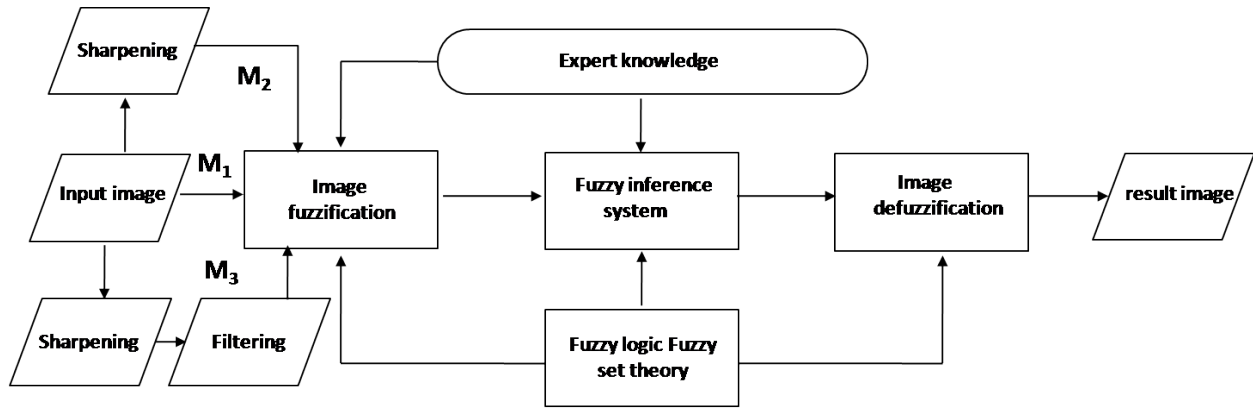 Sharpening
M₂
Expert knowledge
Input image
M₁
Image
fuzzification
Fuzzy inference
system
Image
defuzzification
result image
M₃
Sharpening
Filtering
Fuzzy logic Fuzzy
set theory